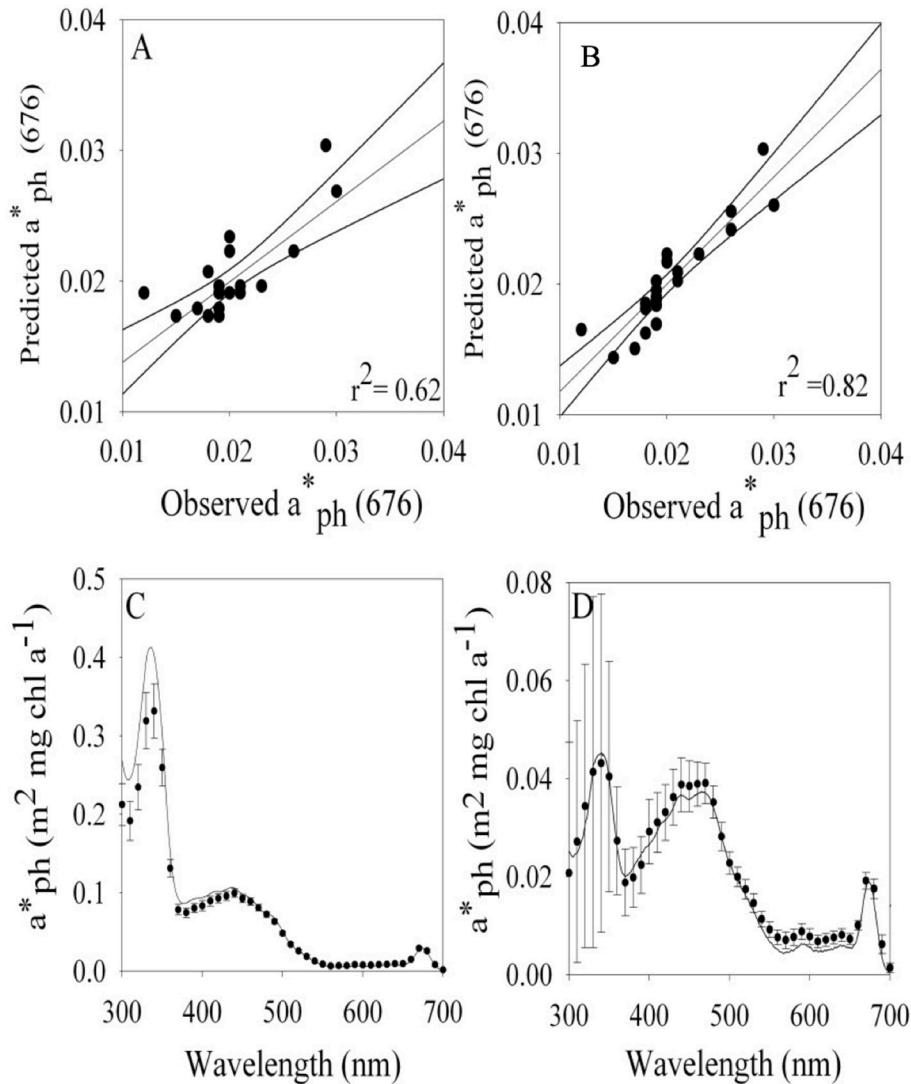 A
0.04
0.03
0.02
0.01
Predicted a*ph (676)
r2= 0.62
0.01 0.02 0.03 0.04
Observed a*ph (676)
B
0.04
0.03
0.02
0.01
Predicted a*ph (676)
r2=0.82
0.01 0.02 0.03 0.04
Observed a*ph (676)
C
0.5
0.4
0.3
0.2
0.1
0.0
a*ph (m2 mg chl a-1)
300 400 500 600 700
Wavelength (nm)
D
0.08
0.06
0.04
0.02
0.00
a*ph (m2 mg chl a-1)
300 400 500 600 700
Wavelength (nm)